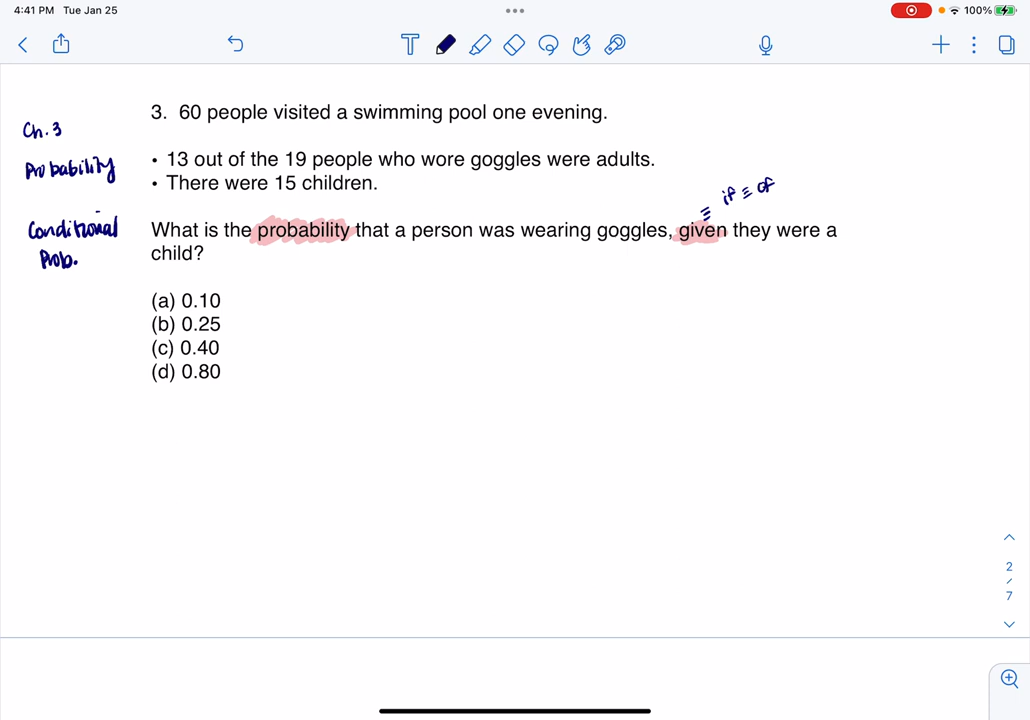 4:41 PM Tue Jan 25
100%
3. 60 people visited a swimming pool one evening.
Ch. 3
Probability
• 13 out of the 19 people who wore goggles were adults.
• There were 15 children.
≡ if ≡ of
Conditional
Prob.
What is the probability that a person was wearing goggles, given they were a
child?
(a) 0.10
(b) 0.25
(c) 0.40
(d) 0.80
2
/
7